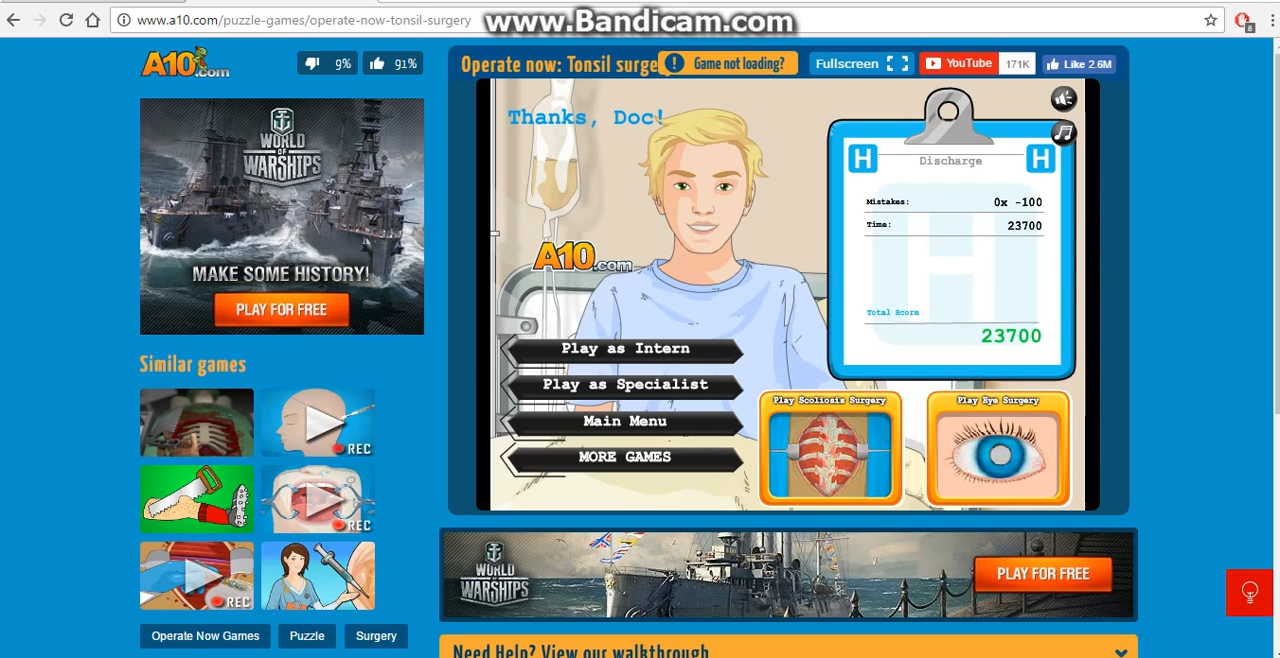 www.Bandicam.com
www.a10.com/puzzle-games/operate-now-tonsil-surgery
8
A10.com
9%
91%
Operate now: Tonsil surge
! Game not loading?
Fullscreen
YouTube 171K
Like 2.6M
WORLD
OF
WARSHIPS
MAKE SOME HISTORY!
PLAY FOR FREE
Similar games
REC
REC
REC
Operate Now Games
Puzzle
Surgery
Thanks, Doc!
A10.com
Play as Intern
Play as Specialist
Main Menu
MORE GAMES
H
Discharge
H
Mistakes: 0x -100
Time: 23700
H
Total Score
23700
Play Scoliosis Surgery
Play Eye Surgery
WORLD
OF
WARSHIPS
PLAY FOR FREE
Need Help? View our walkthrough